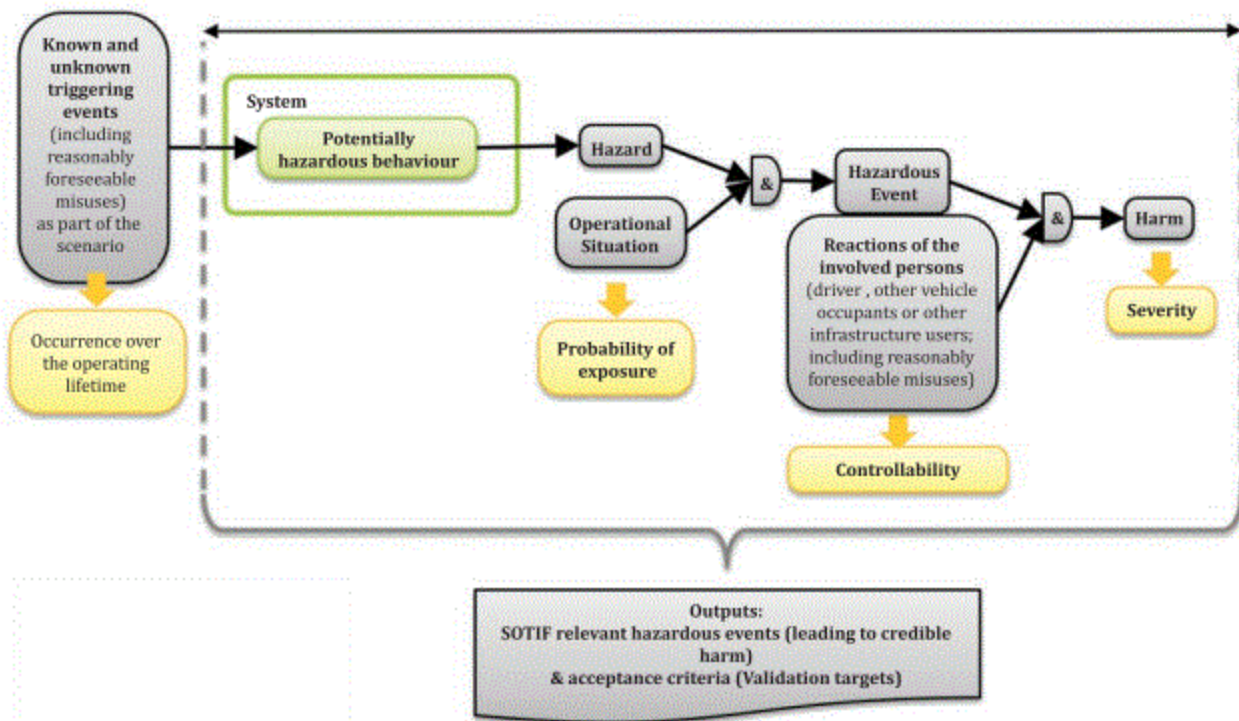 Known and
unknown
triggering
events
(including
reasonably
foreseeable
misuses)
as part of the
scenario
Occurrence over
the operating
lifetime
System
Potentially
hazardous behaviour
Hazard
Operational
Situation
Probability of
exposure
&
Hazardous
Event
Reactions of the
involved persons
(driver , other vehicle
occupants or other
infrastructure users;
including reasonably
foreseeable misuses)
Controllability
&
Harm
Severity
Outputs:
SOTIF relevant hazardous events (leading to credible
harm)
& acceptance criteria (Validation targets)